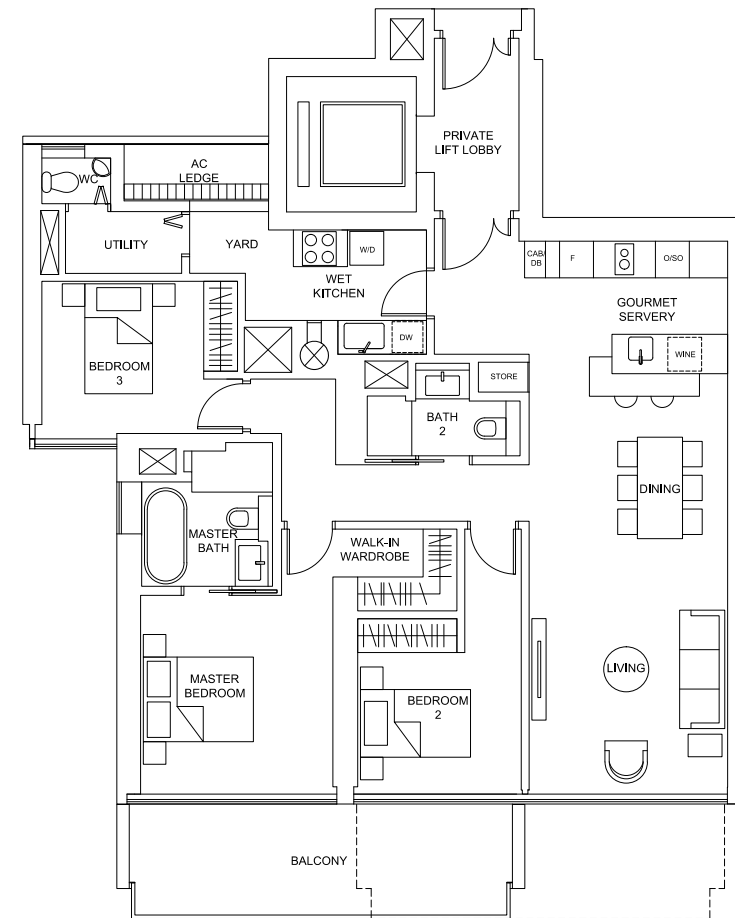 PRIVATE
LIFT LOBBY
AC
LEDGE
WC
UTILITY
YARD
W/D
WET
KITCHEN
CAB/
DB
F
O/SO
GOURMET
SERVERY
WINE
DW
BEDROOM
3
STORE
BATH
2
DINING
MASTER
BATH
WALK-IN
WARDROBE
LIVING
MASTER
BEDROOM
BEDROOM
2
BALCONY